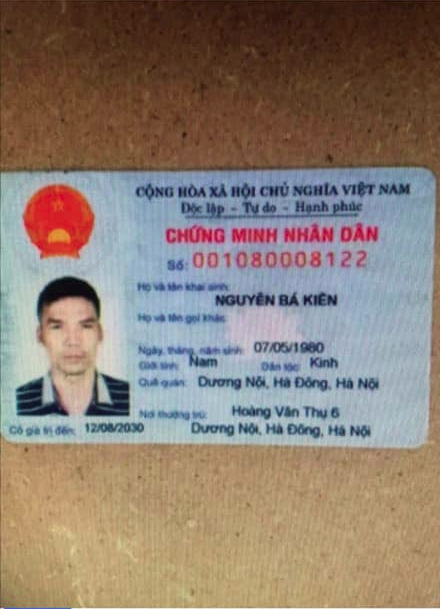 CỘNG HÒA XÃ HỘI CHỦ NGHĨA VIỆT NAM
Độc lập - Tự do - Hạnh phúc
CHỨNG MINH NHÂN DÂN
Số: 001080008122
Họ và tên khai sinh:
NGUYỄN BÁ KIÊN
Họ và tên gọi khác:
Ngày, tháng, năm sinh: 07/05/1980
Giới tính: Nam Dân tộc: Kinh
Quê quán: Dương Nội, Hà Đông, Hà Nội
Nơi thường trú: Hoàng Văn Thụ 6
Có giá trị đến: 12/08/2030 Dương Nội, Hà Đông, Hà Nội